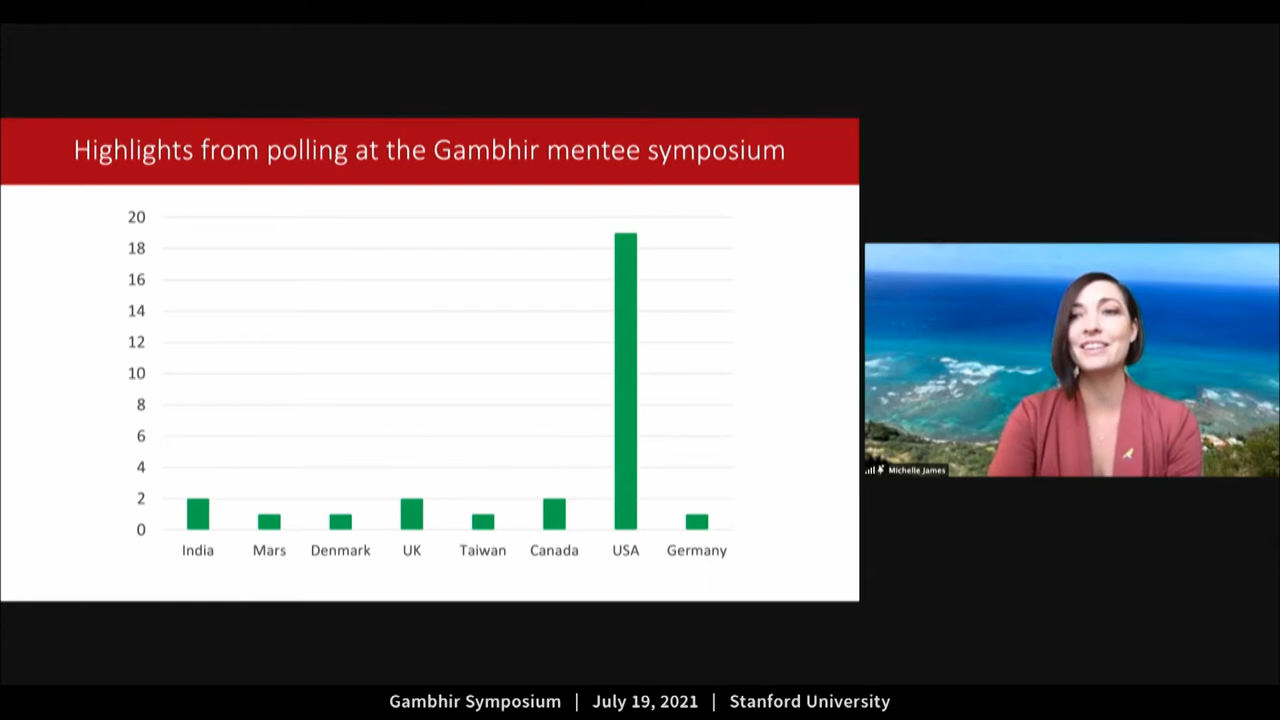 Highlights from polling at the Gambhir mentee symposium
20
18
16
14
12
10
8
6
4
2
0
India Mars Denmark UK Taiwan Canada USA Germany
Michelle James
Gambhir Symposium | July 19, 2021 | Stanford University